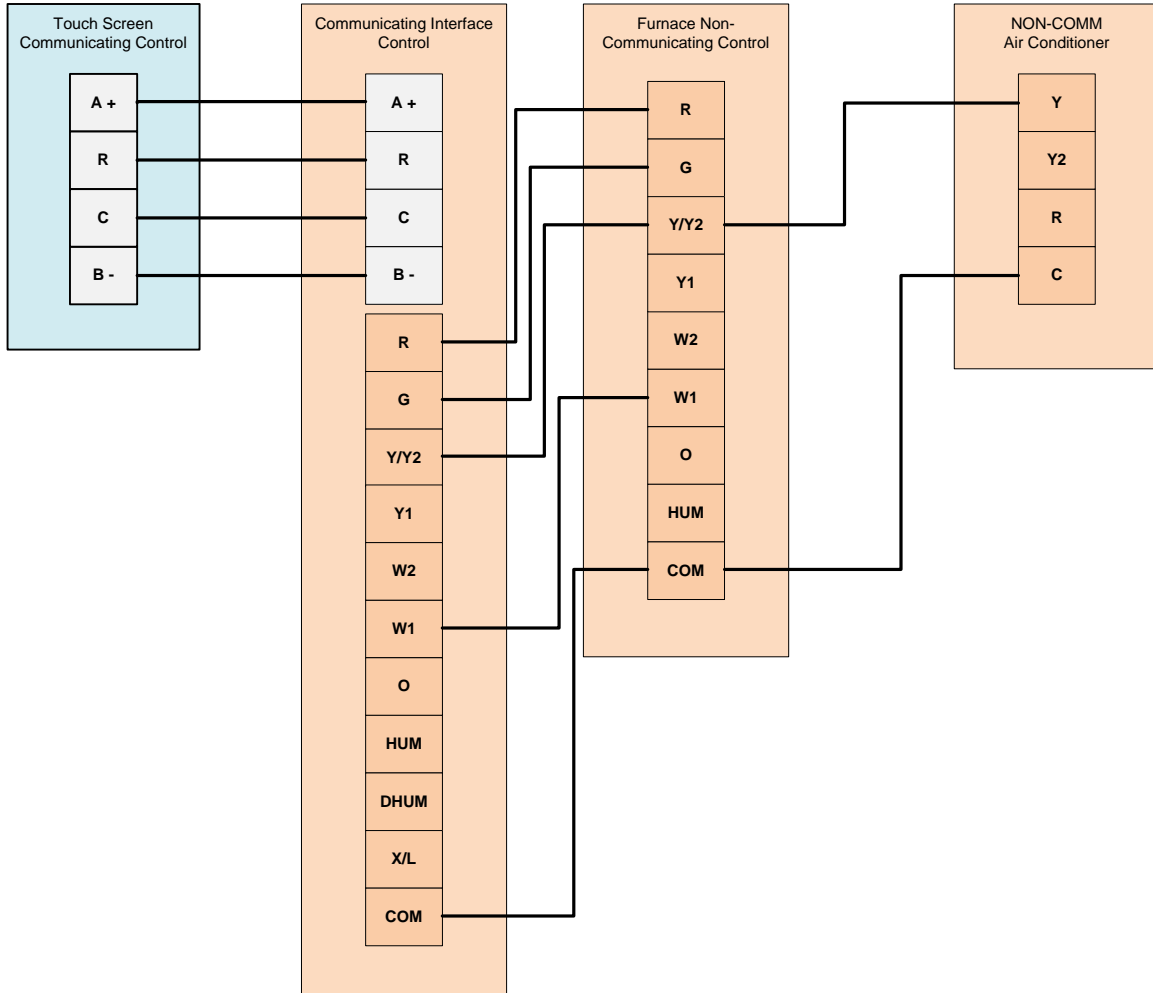 Touch Screen
Communicating Control
A +
R
C
B -
Communicating Interface
Control
A +
R
C
B -
R
G
Y/Y2
Y1
W2
W1
O
HUM
DHUM
X/L
COM
Furnace Non-
Communicating Control
R
G
Y/Y2
Y1
W2
W1
O
HUM
COM
NON-COMM
Air Conditioner
Y
Y2
R
C